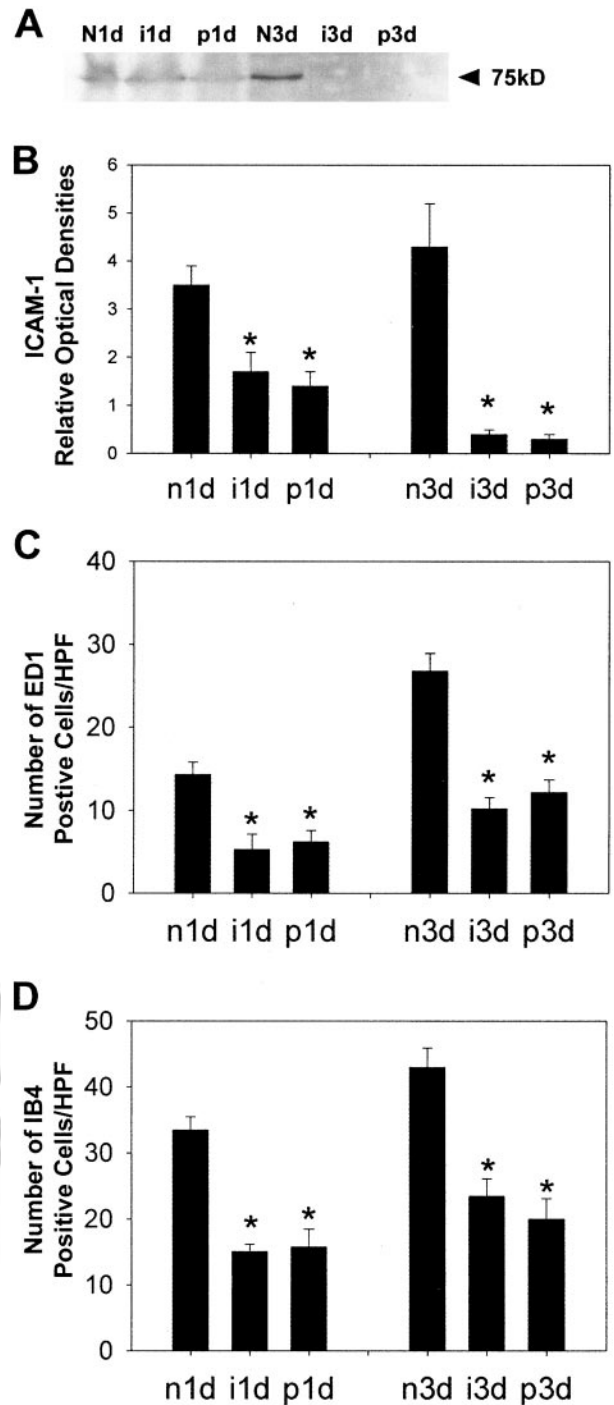 A
N1d i1d p1d N3d i3d p3d
75kD
B
ICAM-1
Relative Optical Densities
6
5
4
3
2
1
0
* * * *
n1d i1d p1d n3d i3d p3d
C
Number of ED1
Postive Cells/HPF
40
30
20
10
0
* * * *
n1d i1d p1d n3d i3d p3d
D
Number of IB4
Positive Cells/HPF
50
40
30
20
10
0
* * * *
n1d i1d p1d n3d i3d p3d